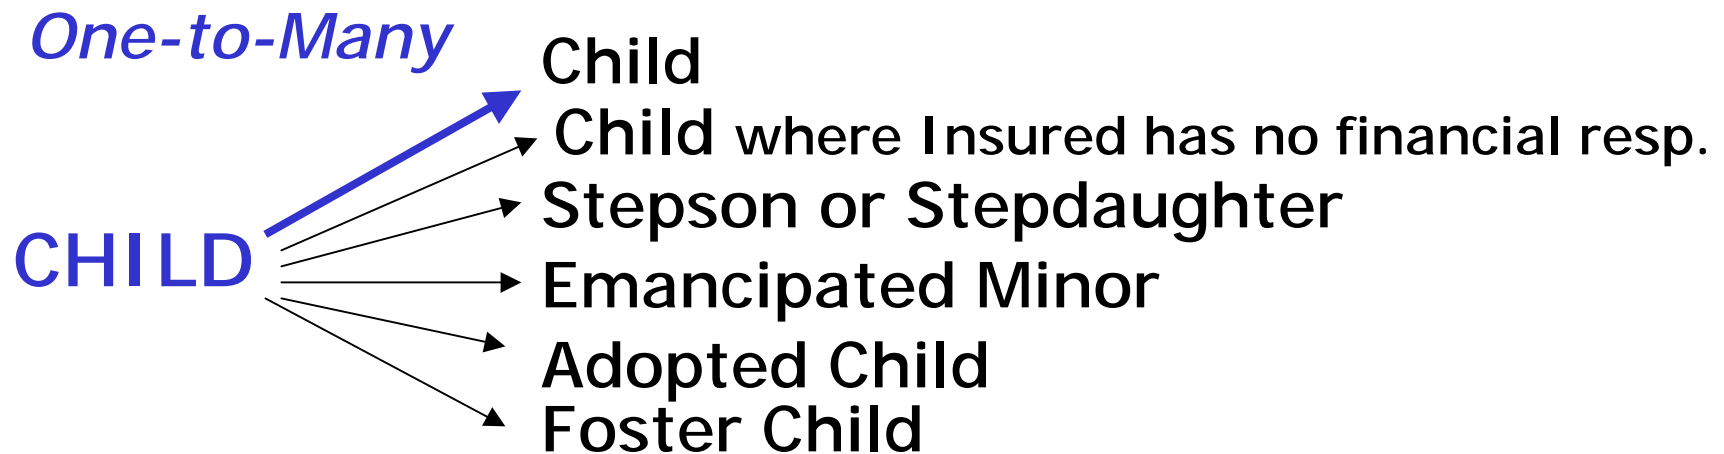 One-to-Many
Child
Child where Insured has no financial resp.
Stepson or Stepdaughter
CHILD
Emancipated Minor
Adopted Child
Foster Child